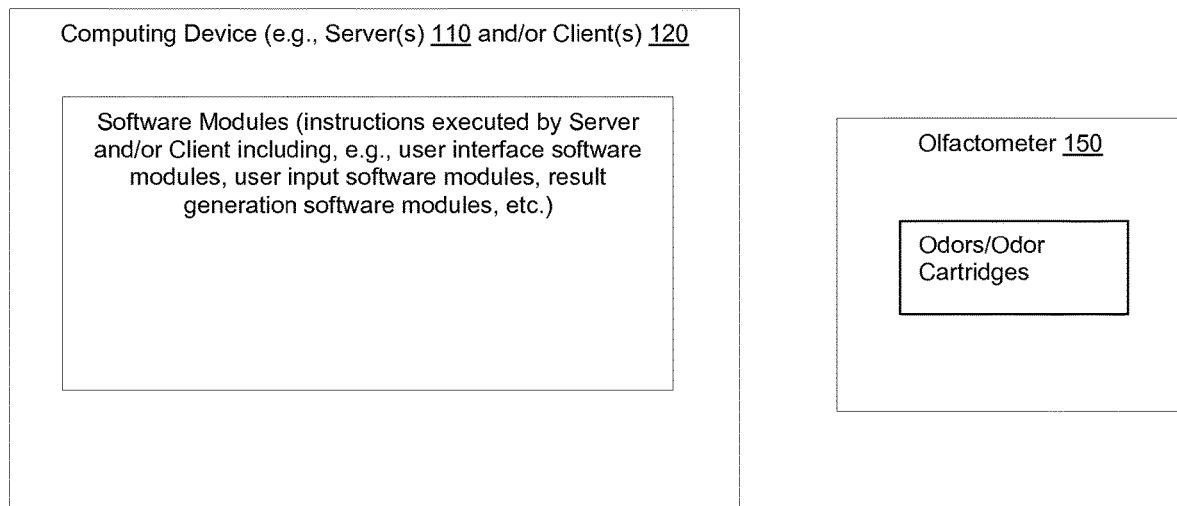 Computing Device (e.g., Server(s) 110 and/or Client(s) 120
Software Modules (instructions executed by Server
and/or Client including, e.g., user interface software
modules, user input software modules, result
generation software modules, etc.)
Olfactometer 150
Odors/Odor
Cartridges